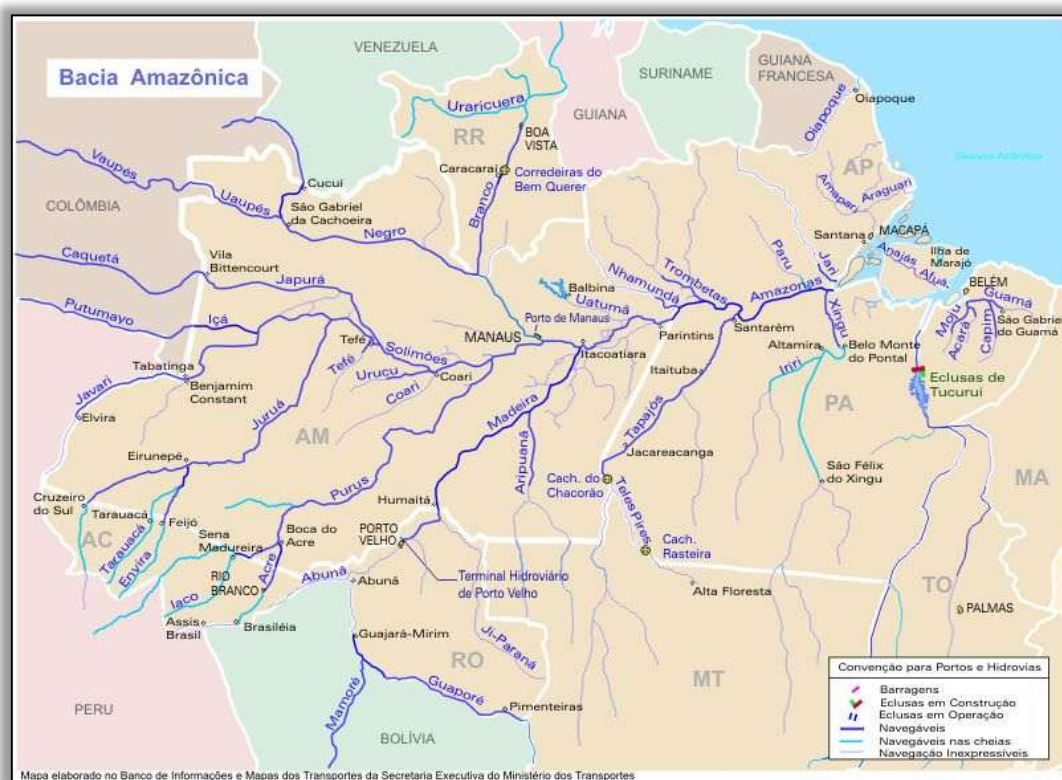 Bacia Amazônica
VENEZUELA
SURINAME
GUIANA
FRANCESA
GUIANA
COLÔMBIA
PERU
BOLÍVIA
Oceano Atlântico
RR
AP
AM
PA
MA
AC
RO
MT
TO
Uraricuera
BOA
VISTA
Caracaraí
Corredeiras do
Bem Querer
Branco
Oiapoque
Oiapoque
Amapari
Araguari
Santana
MACAPÁ
Ilha de
Marajó
Anajás
Afuá
BELÉM
Guamá
São Gabriel
do Guamá
Moju
Acará
Capim
Vaupés
Uaupés
Cucuí
São Gabriel
da Cachoeira
Negro
Caquetá
Vila
Bittencourt
Japurá
Putumayo
Içá
Balbina
Uatumã
Nhamundá
Trombetas
Paru
Jari
Amazonas
Xingu
Porto de Manaus
MANAUS
Itacoatiara
Parintins
Santarém
Altamira
Belo Monte
do Pontal
Iriri
Eclusas de
Tucuruí
Tefé
Tefé
Solimões
Urucu
Coari
Coari
Tabatinga
Benjamim
Constant
Javari
Elvira
Juruá
Itaituba
Madeira
Tapajós
Aripuanã
Jacareacanga
Cach. do
Chacorão
São Félix
do Xingu
Eirunepé
Purus
Humaitá
Cruzeiro
do Sul
Tarauacá
Feijó
Tarauacá
Envira
Sena
Madureira
Boca do
Acre
PORTO
VELHO
Teles Pires
Cach.
Rasteira
RIO
BRANCO
Acre
Iaco
Abunã
Abunã
Terminal Hidroviário
de Porto Velho
Alta Floresta
PALMAS
Assis
Brasil
Brasiléia
Guajará-Mirim
Ji-Paraná
Mamoré
Guaporé
Pimenteiras
Convenção para Portos e Hidrovias
Barragens
Eclusas em Construção
Eclusas em Operação
Navegáveis
Navegáveis nas cheias
Navegação Inexpressíveis
Mapa elaborado no Banco de Informações e Mapas dos Transportes da Secretaria Executiva do Ministério dos Transportes